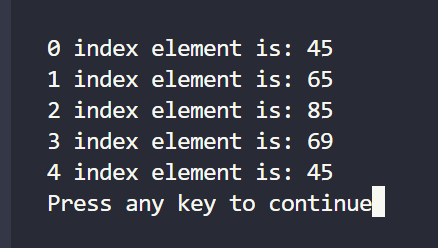 0 index element is: 45
1 index element is: 65
2 index element is: 85
3 index element is: 69
4 index element is: 45
Press any key to continue